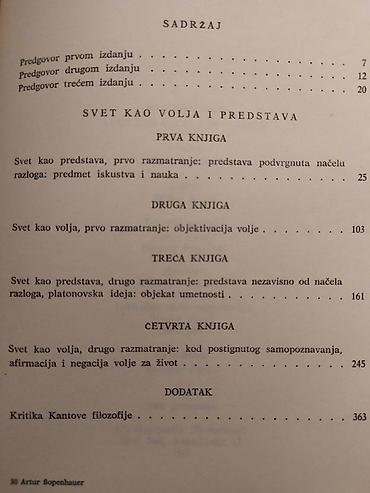 SADRŽAJ
Predgovor prvom izdanju . . . . . . . . . . . . . . . . 7
Predgovor drugom izdanju . . . . . . . . . . . . . . . 12
Predgovor trećem izdanju . . . . . . . . . . . . . . . 20
SVET KAO VOLJA I PREDSTAVA
PRVA KNJIGA
Svet kao predstava, prvo razmatranje: predstava podvrgnuta načelu
razloga: predmet iskustva i nauka . . . . . . . . . . . . 25
DRUGA KNJIGA
Svet kao volja, prvo razmatranje: objektivacija volje . . . . . 103
TREĆA KNJIGA
Svet kao predstava, drugo razmatranje: predstava nezavisno od načela
razloga, platonovska ideja: objekat umetnosti . . . . . . . . 161
ČETVRTA KNJIGA
Svet kao volja, drugo razmatranje: kod postignutog samopoznavanja,
afirmacija i negacija volje za život . . . . . . . . . . . . 245
DODATAK
Kritika Kantove filozofije . . . . . . . . . . . . . . . 363
30 Artur Šopenhauer